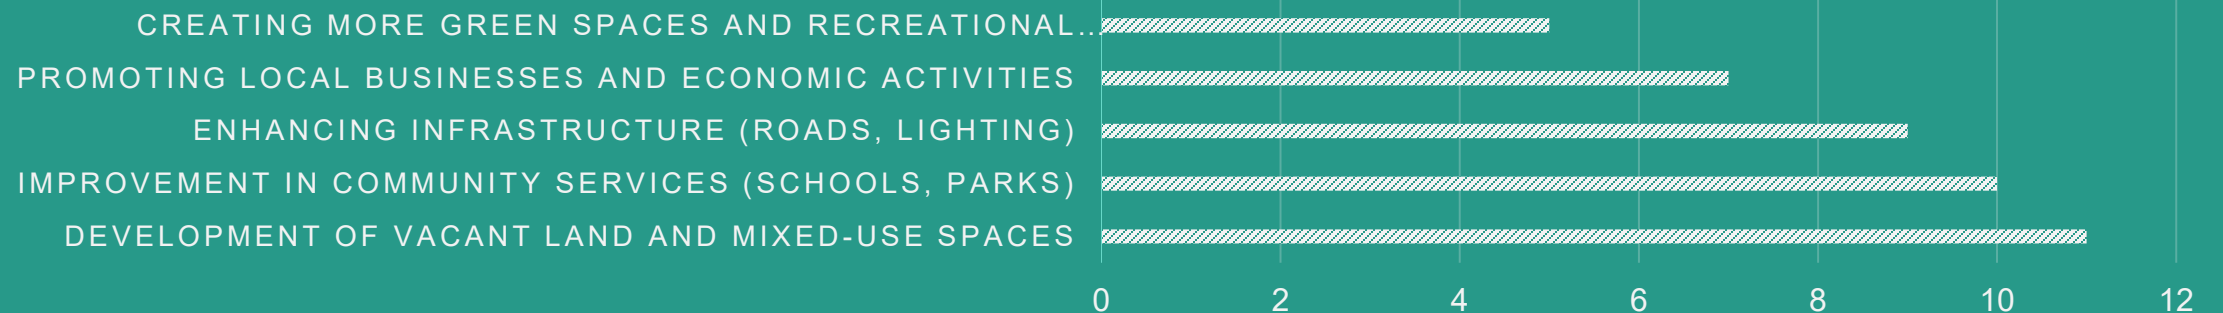 CREATING MORE GREEN SPACES AND RECREATIONAL…
PROMOTING LOCAL BUSINESSES AND ECONOMIC ACTIVITIES
ENHANCING INFRASTRUCTURE (ROADS, LIGHTING)
IMPROVEMENT IN COMMUNITY SERVICES (SCHOOLS, PARKS)
DEVELOPMENT OF VACANT LAND AND MIXED-USE SPACES
0 2 4 6 8 10 12